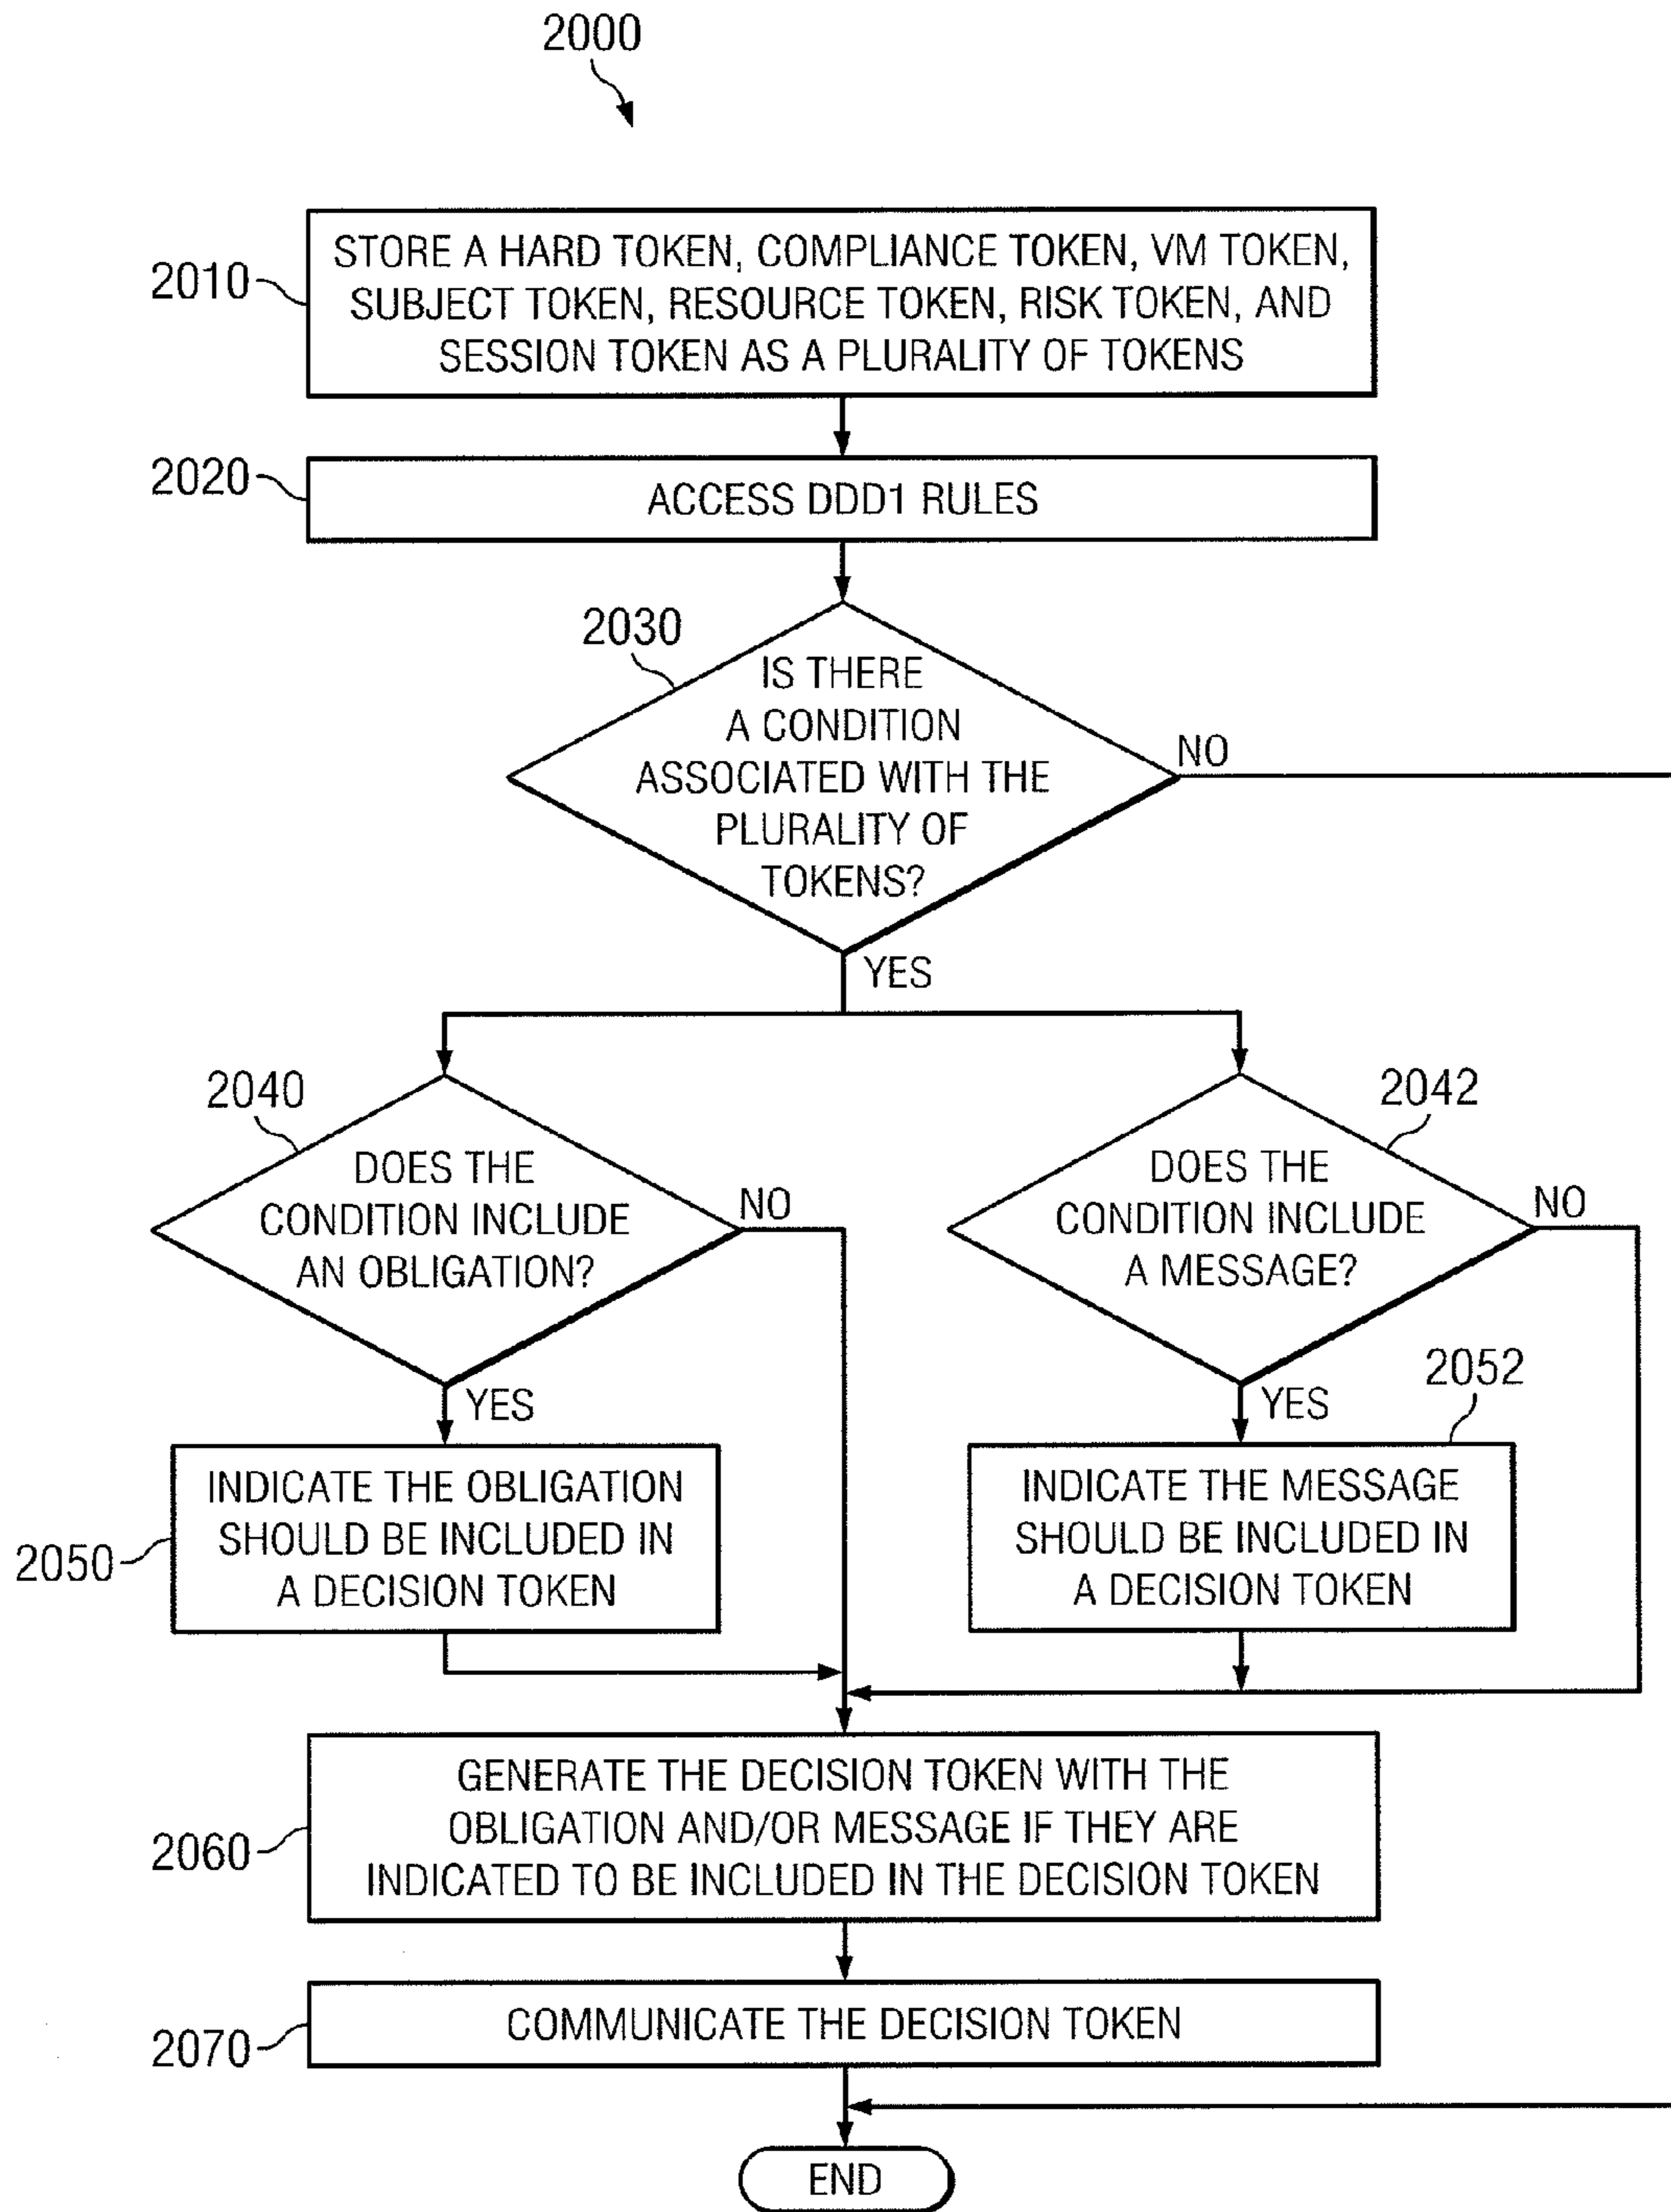 2000
2010
STORE A HARD TOKEN, COMPLIANCE TOKEN, VM TOKEN,
SUBJECT TOKEN, RESOURCE TOKEN, RISK TOKEN, AND
SESSION TOKEN AS A PLURALITY OF TOKENS
2020
ACCESS DDD1 RULES
2030
IS THERE
A CONDITION
ASSOCIATED WITH THE
PLURALITY OF
TOKENS?
NO
YES
2040
DOES THE
CONDITION INCLUDE
AN OBLIGATION?
NO
YES
2042
DOES THE
CONDITION INCLUDE
A MESSAGE?
NO
YES
2050
INDICATE THE OBLIGATION
SHOULD BE INCLUDED IN
A DECISION TOKEN
2052
INDICATE THE MESSAGE
SHOULD BE INCLUDED IN
A DECISION TOKEN
2060
GENERATE THE DECISION TOKEN WITH THE
OBLIGATION AND/OR MESSAGE IF THEY ARE
INDICATED TO BE INCLUDED IN THE DECISION TOKEN
2070
COMMUNICATE THE DECISION TOKEN
END